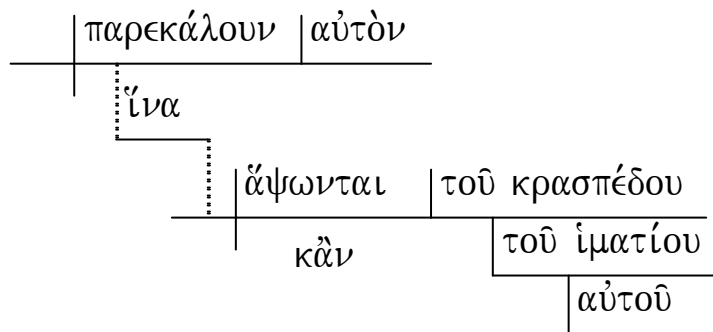 παρεκάλουν αὐτὸν
ἵνα
ἅψωνται τοῦ κρασπέδου
κἂν τοῦ ἱματίου
αὐτοῦ